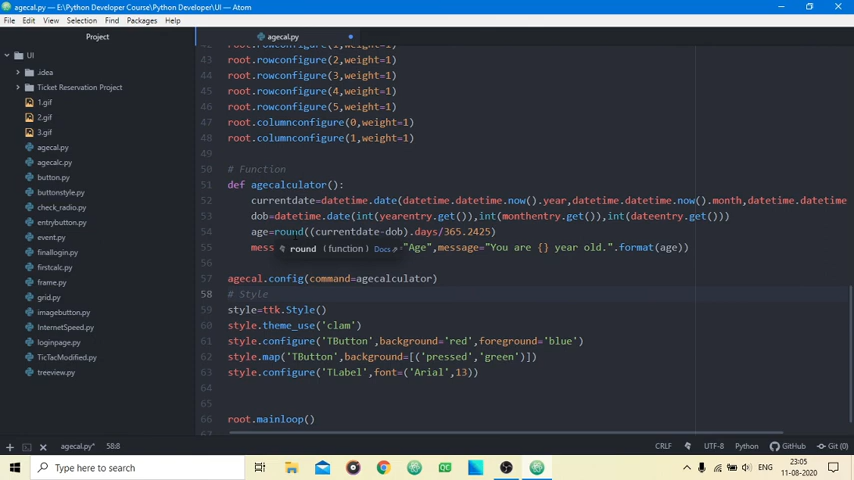 agecal.py — E:\Python Developer Course\Python Developer\UI — Atom
File Edit View Selection Find Packages Help
Project
agecal.py
UI
.idea
Ticket Reservation Project
1.gif
2.gif
3.gif
agecal.py
agecalc.py
button.py
buttonstyle.py
check_radio.py
entrybutton.py
event.py
finallogin.py
firstcalc.py
frame.py
grid.py
imagebutton.py
InternetSpeed.py
loginpage.py
TicTacModified.py
treeview.py
42 root.rowconfigure(1,weight=1)
43 root.rowconfigure(2,weight=1)
44 root.rowconfigure(3,weight=1)
45 root.rowconfigure(4,weight=1)
46 root.rowconfigure(5,weight=1)
47 root.columnconfigure(0,weight=1)
48 root.columnconfigure(1,weight=1)
49
50 # Function
51 def agecalculator():
52 currentdate=datetime.date(datetime.datetime.now().year,datetime.datetime.now().month,datetime.datetime
53 dob=datetime.date(int(yearentry.get()),int(monthentry.get()),int(dateentry.get()))
54 age=round((currentdate-dob).days/365.2425)
55 mess "Age",message="You are {} year old.".format(age))
round (function) Docs
56
57 agecal.config(command=agecalculator)
58 # Style
59 style=ttk.Style()
60 style.theme_use('clam')
61 style.configure('TButton',background='red',foreground='blue')
62 style.map('TButton',background=[('pressed','green')])
63 style.configure('TLabel',font=('Arial',13))
64
65
66 root.mainloop()
67
agecal.py* 58:8
CRLF UTF-8 Python GitHub Git (0)
Type here to search
QC
ENG
23:05
11-08-2020